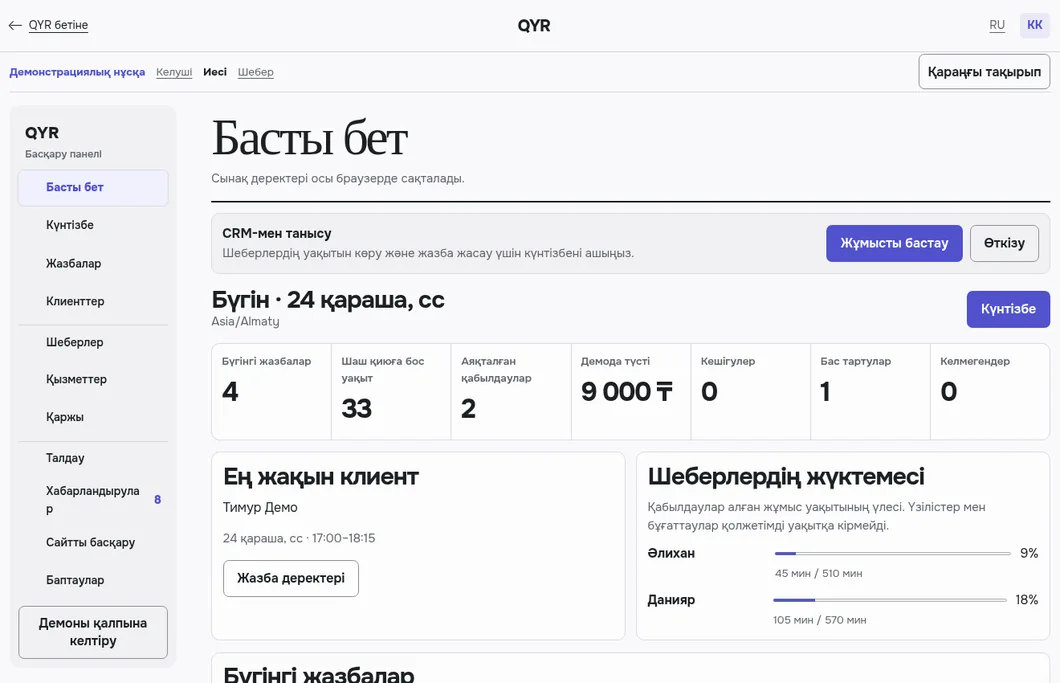 QYR бетіне
QYR
RU
KK
Демонстрациялық нұсқа
Келуші
Иесі
Шебер
Қараңғы тақырып
QYR
Басқару панелі
Басты бет
Күнтізбе
Жазбалар
Клиенттер
Шеберлер
Қызметтер
Қаржы
Талдау
Хабарландырула
р
8
Сайтты басқару
Баптаулар
Демоны қалпына
келтіру
Басты бет
Сынақ деректері осы браузерде сақталады.
CRM-мен танысу
Шеберлердің уақытын көру және жазба жасау үшін күнтізбені ашыңыз.
Жұмысты бастау
Өткізу
Бүгін · 24 қараша, сс
Asia/Almaty
Күнтізбе
Бүгінгі жазбалар
4
Шаш қиюға бос
уақыт
33
Аяқталған
қабылдаулар
2
Демода түсті
9 000 ₸
Кешігулер
0
Бас тартулар
1
Келмегендер
0
Ең жақын клиент
Тимур Демо
24 қараша, сс · 17:00–18:15
Жазба деректері
Шеберлердің жүктемесі
Қабылдаулар алған жұмыс уақытының үлесі. Үзілістер мен
бұғаттаулар қолжетімді уақытқа кірмейді.
Әлихан
9%
45 мин / 510 мин
Данияр
18%
105 мин / 570 мин
Бүгінгі жазбалар